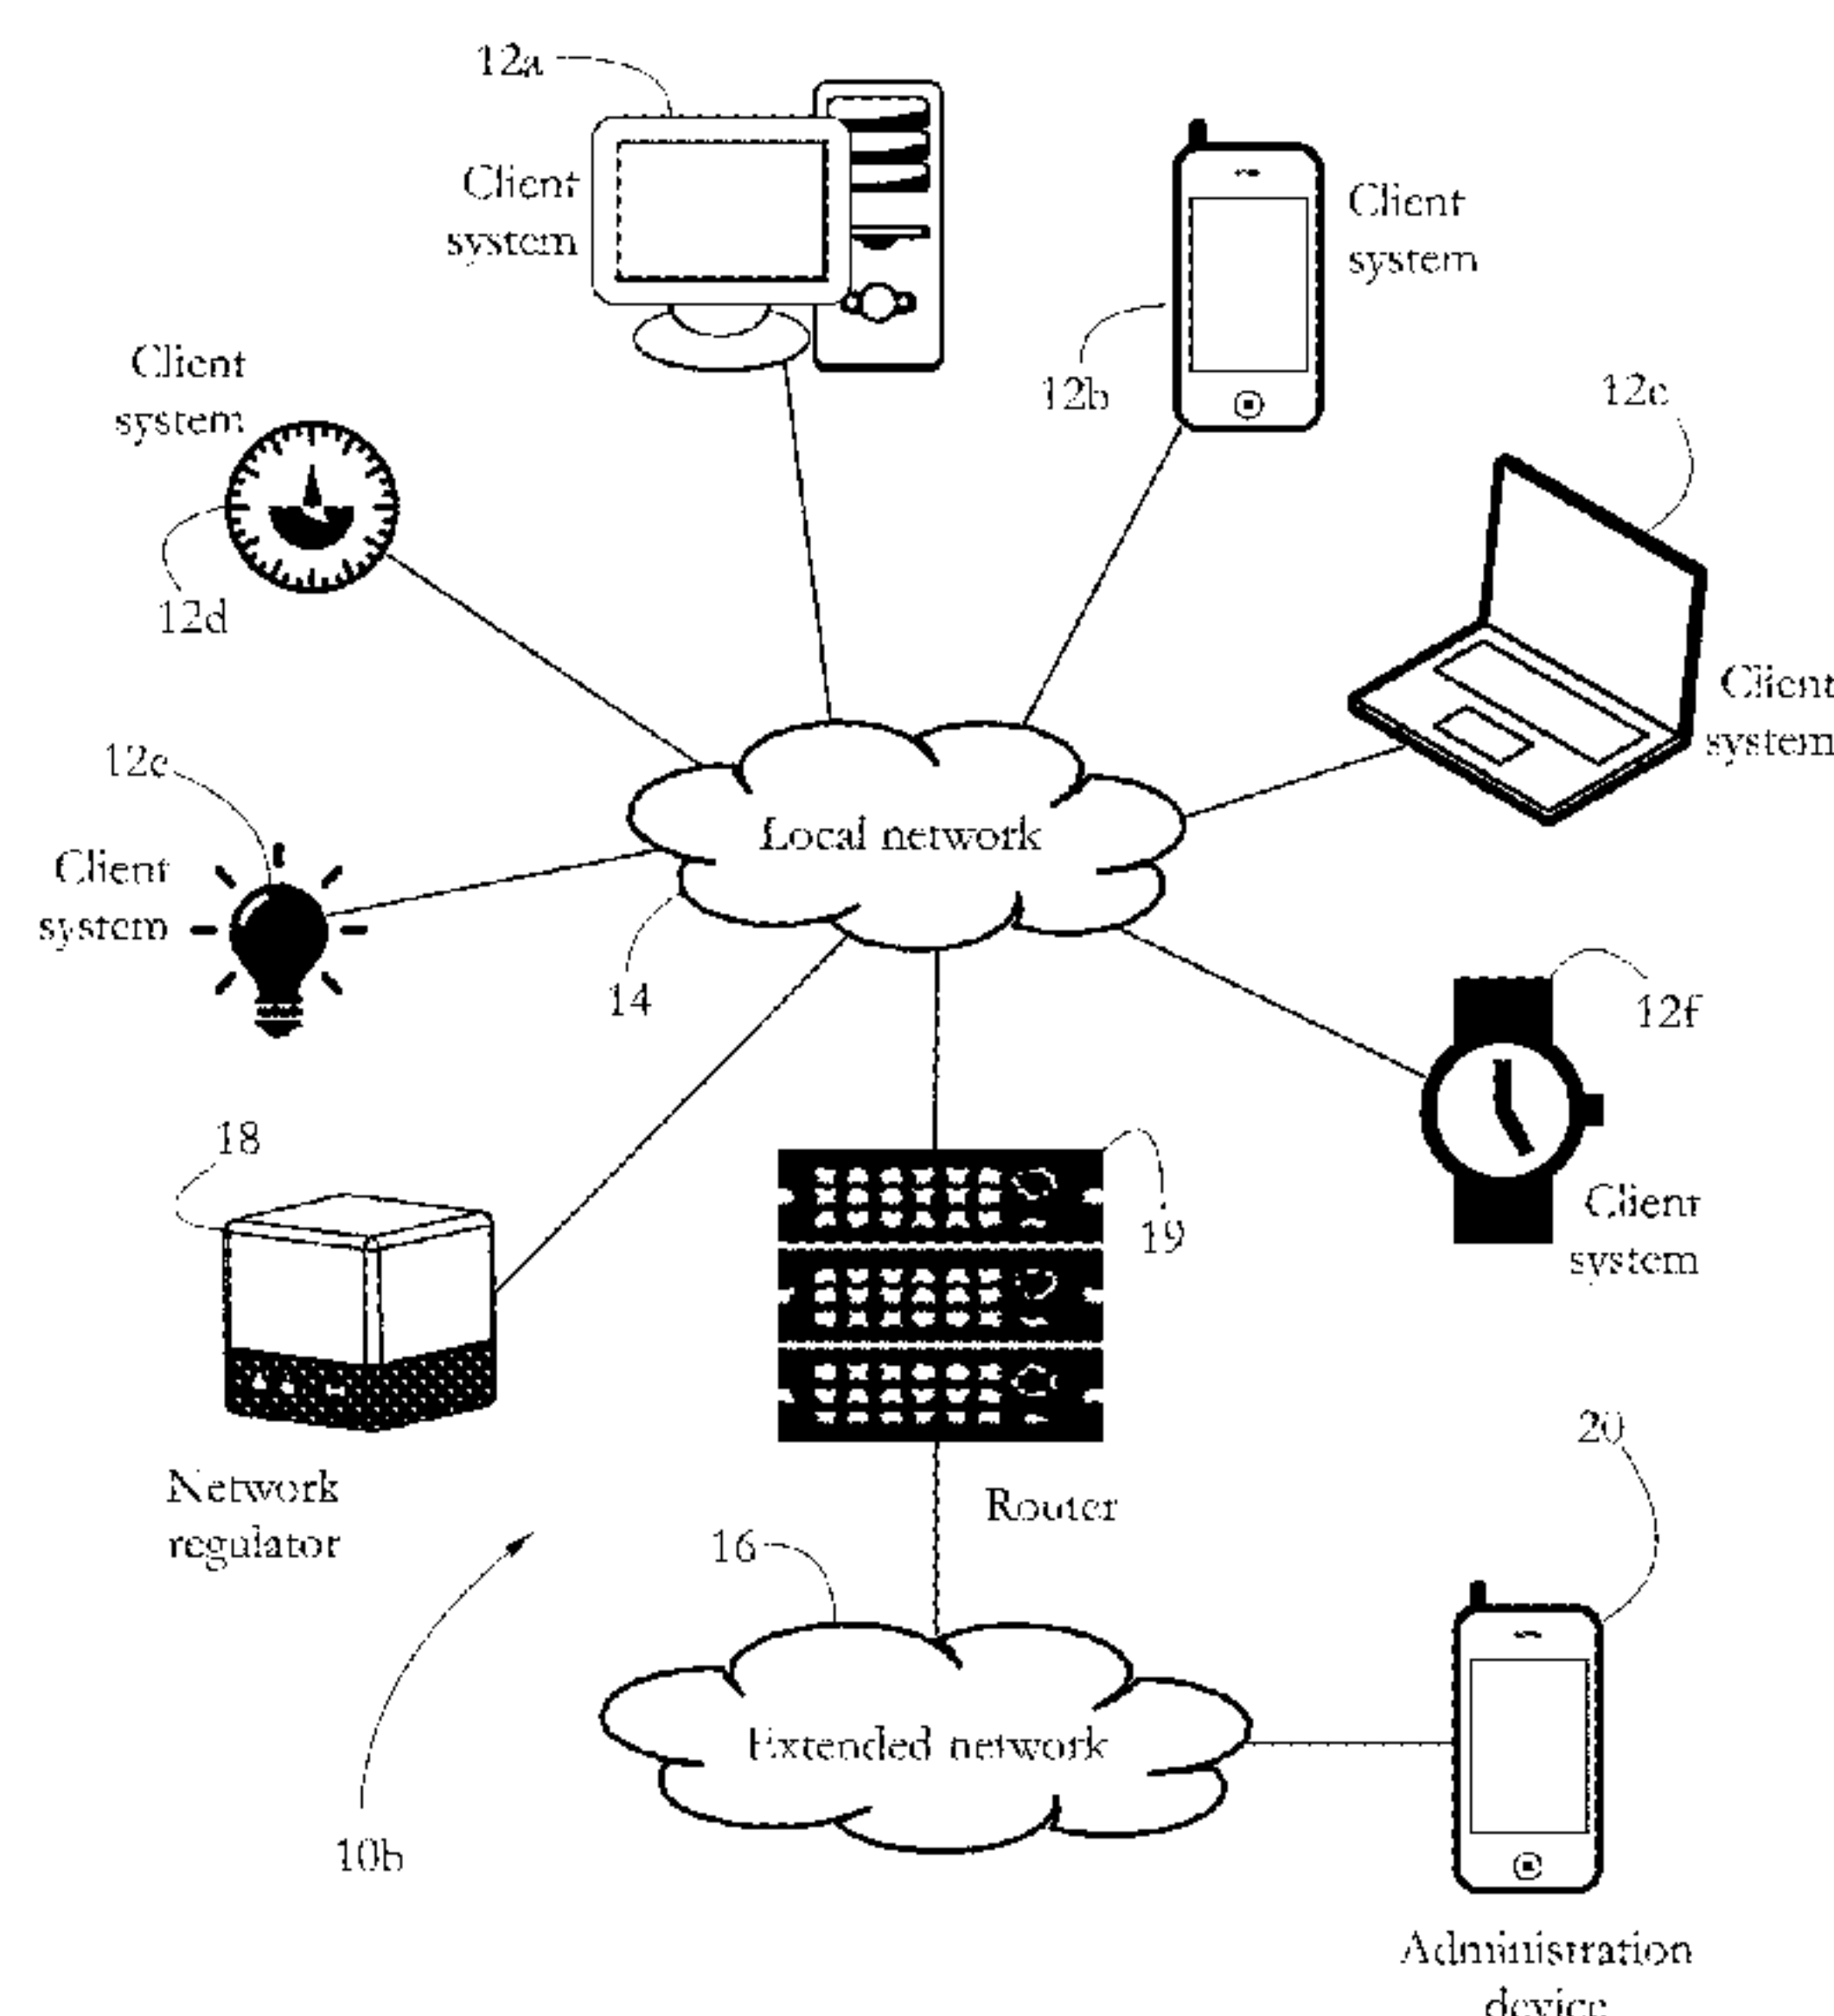 12a
Client
system
Client
system
12b
12c
Client
system
12d
Client
system
12e
Client
system
Local network
14
12f
Client
system
18
19
Network
regulator
Router
20
16
Extended network
10b
Administration
device